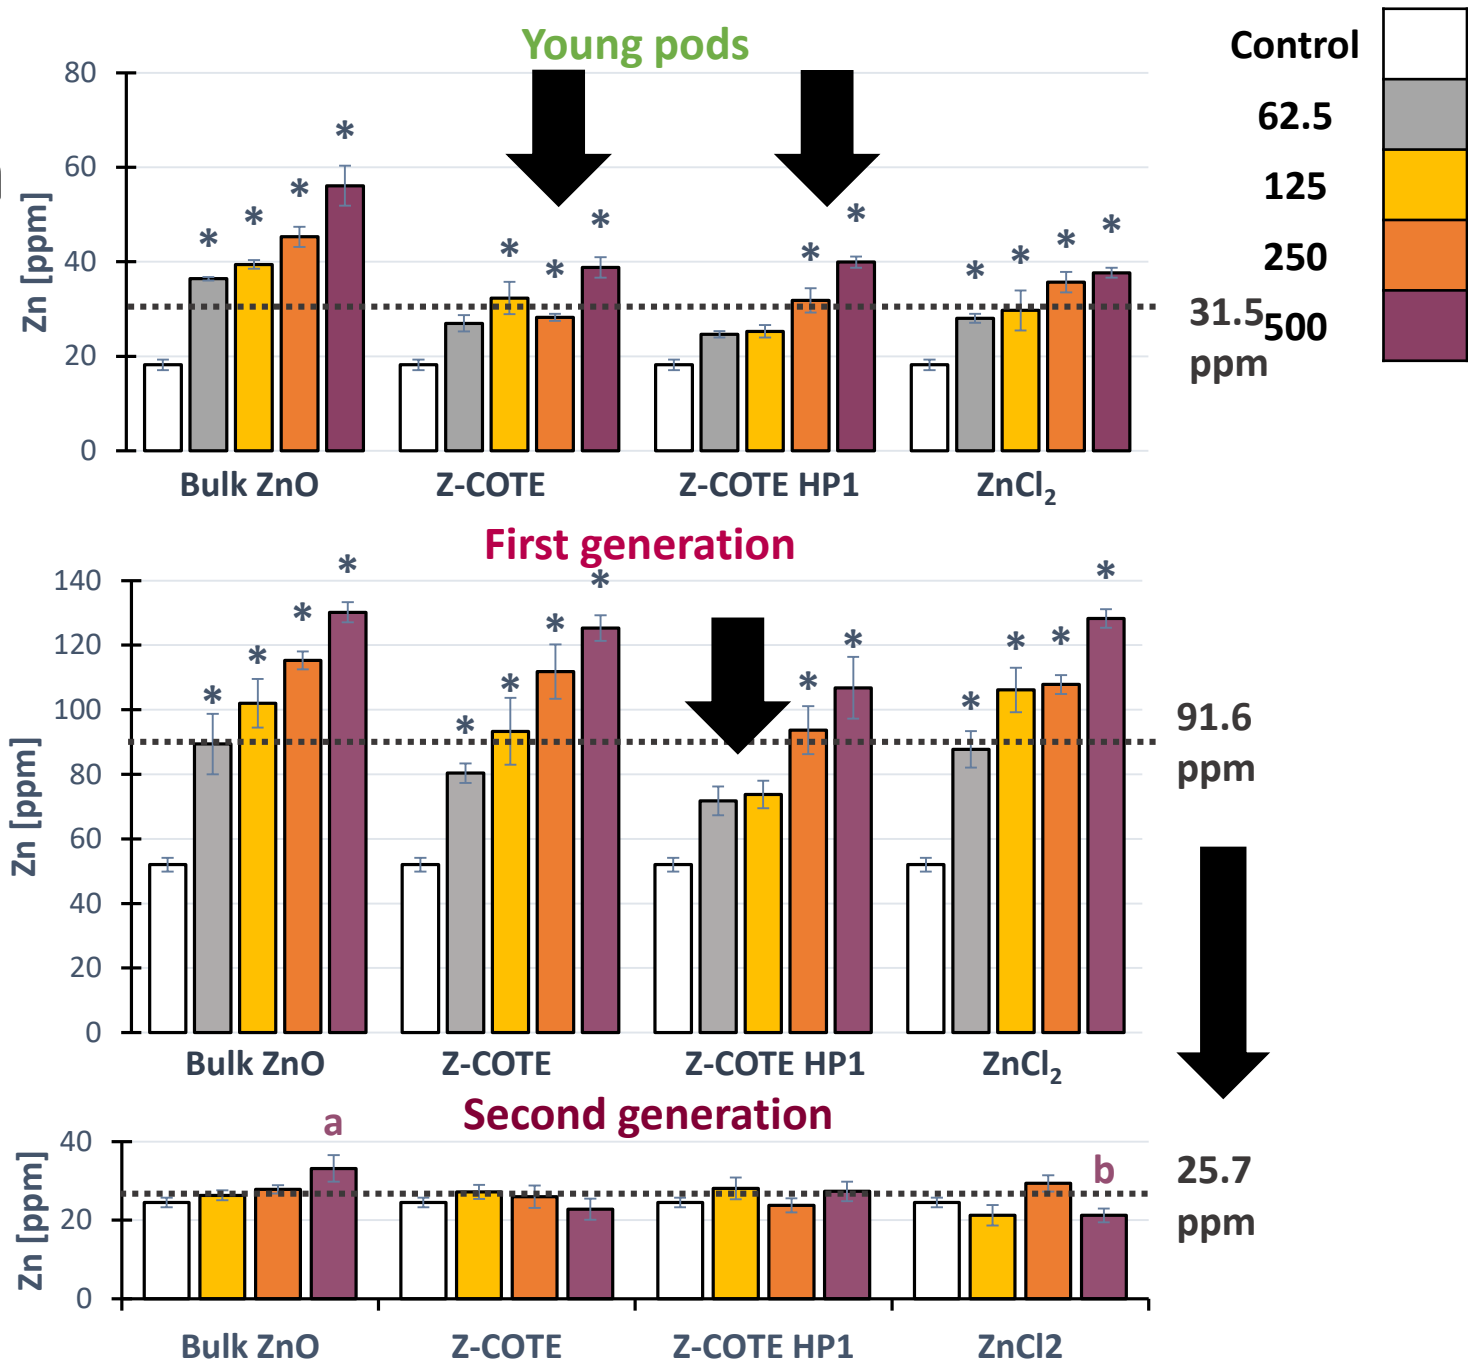 Young pods
Control
62.5
125
250
500
80
60
40
20
0
Zn [ppm]
* * * *
* * *
* *
* * * *
31.5
ppm
Bulk ZnO Z-COTE Z-COTE HP1 ZnCl₂
First generation
140
120
100
80
60
40
20
0
Zn [ppm]
* * * *
* * * *
* *
* * * *
91.6
ppm
Bulk ZnO Z-COTE Z-COTE HP1 ZnCl₂
Second generation
40
20
0
Zn [ppm]
a
b
25.7
ppm
Bulk ZnO Z-COTE Z-COTE HP1 ZnCl2